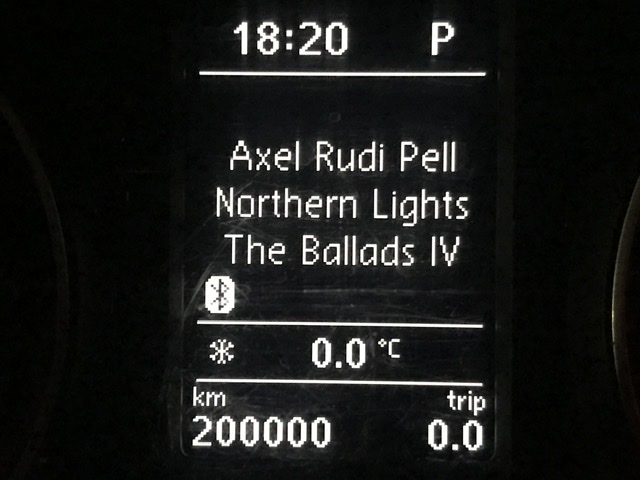 18:20 P
Axel Rudi Pell
Northern Lights
The Ballads IV
0.0 °C
km trip
200000 0.0